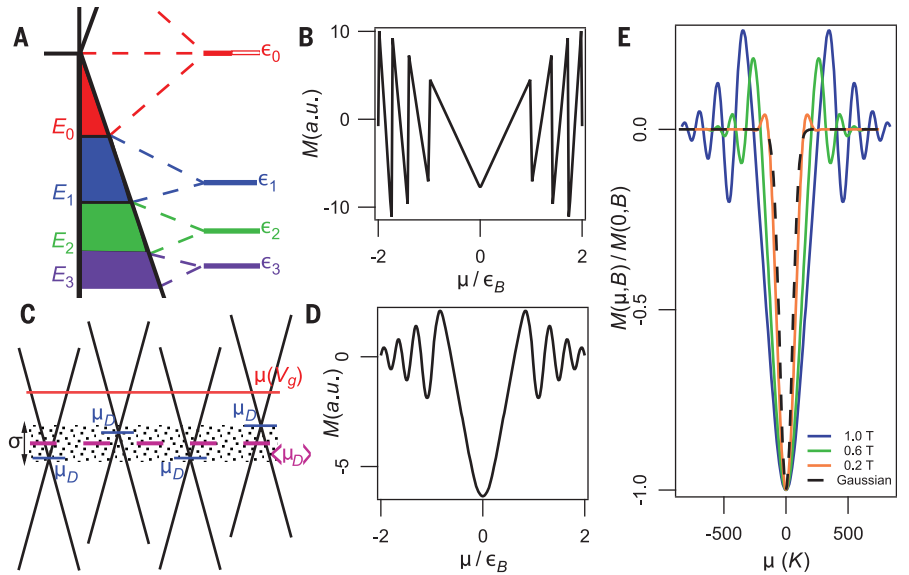 A
ϵ0
E0
E1
E2
E3
ϵ1
ϵ2
ϵ3
B
M(a.u.)
10
0
-10
-2
0
2
μ / ϵB
C
μ(Vg)
σ
μD
μD
μD
μD
<μD>
D
M(a.u.)
0
-5
-2
0
2
μ / ϵB
E
M(μ,B) / M(0,B)
0.0
-0.5
-1.0
1.0 T
0.6 T
0.2 T
Gaussian
-500
0
500
μ (K)